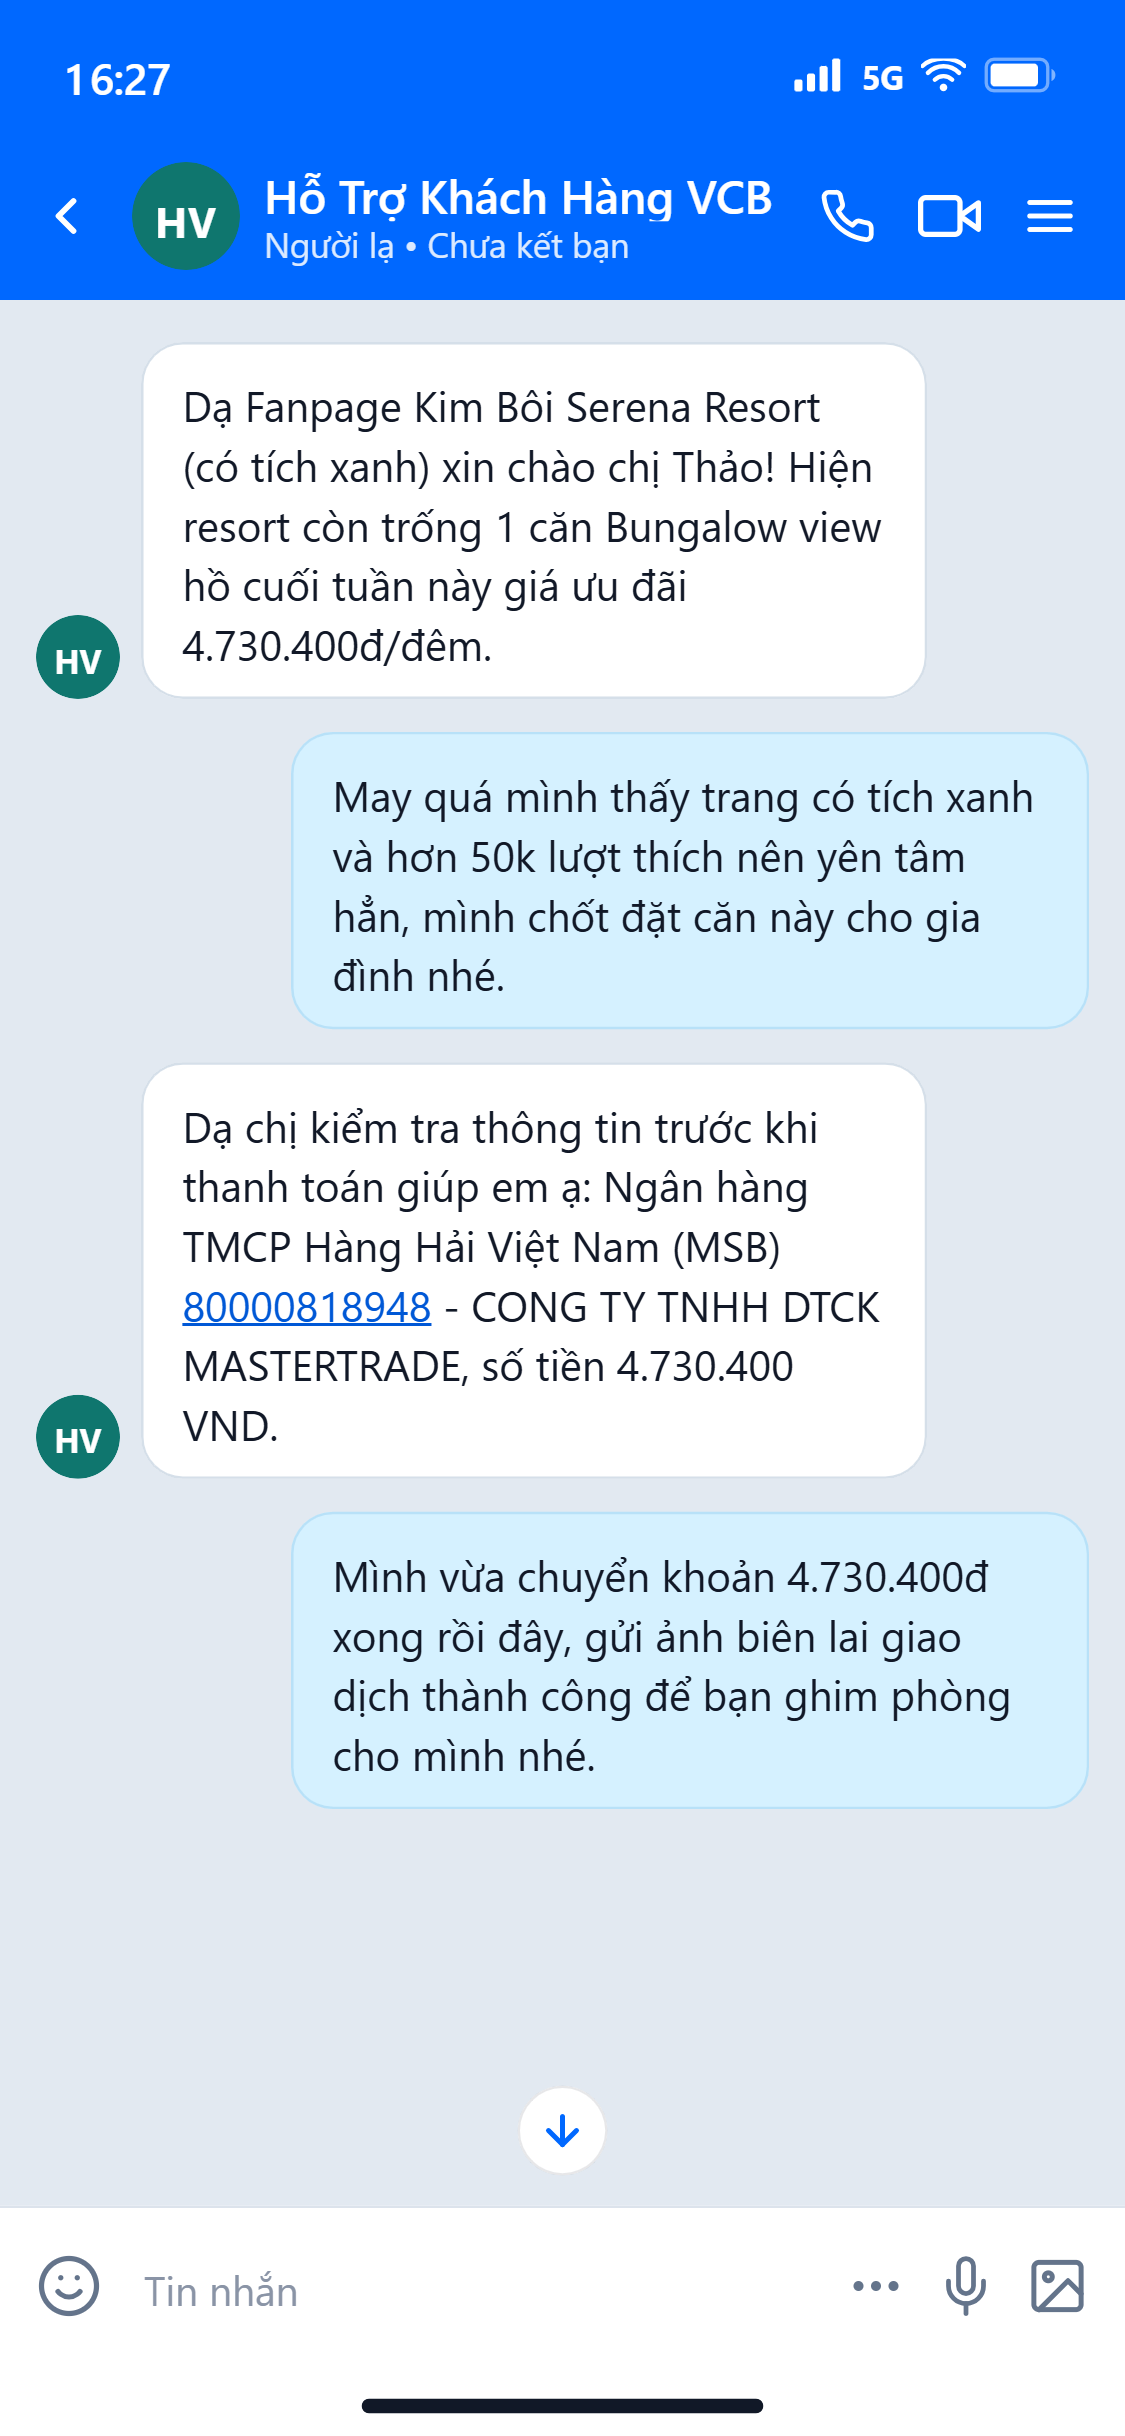 16:27
5G
HV
Hỗ Trợ Khách Hàng VCB
Người lạ • Chưa kết bạn
Dạ Fanpage Kim Bôi Serena Resort
(có tích xanh) xin chào chị Thảo! Hiện
resort còn trống 1 căn Bungalow view
hồ cuối tuần này giá ưu đãi
4.730.400đ/đêm.
HV
May quá mình thấy trang có tích xanh
và hơn 50k lượt thích nên yên tâm
hẳn, mình chốt đặt căn này cho gia
đình nhé.
Dạ chị kiểm tra thông tin trước khi
thanh toán giúp em ạ: Ngân hàng
TMCP Hàng Hải Việt Nam (MSB)
80000818948 - CONG TY TNHH DTCK
MASTERTRADE, số tiền 4.730.400
VND.
HV
Mình vừa chuyển khoản 4.730.400đ
xong rồi đây, gửi ảnh biên lai giao
dịch thành công để bạn ghim phòng
cho mình nhé.
Tin nhắn